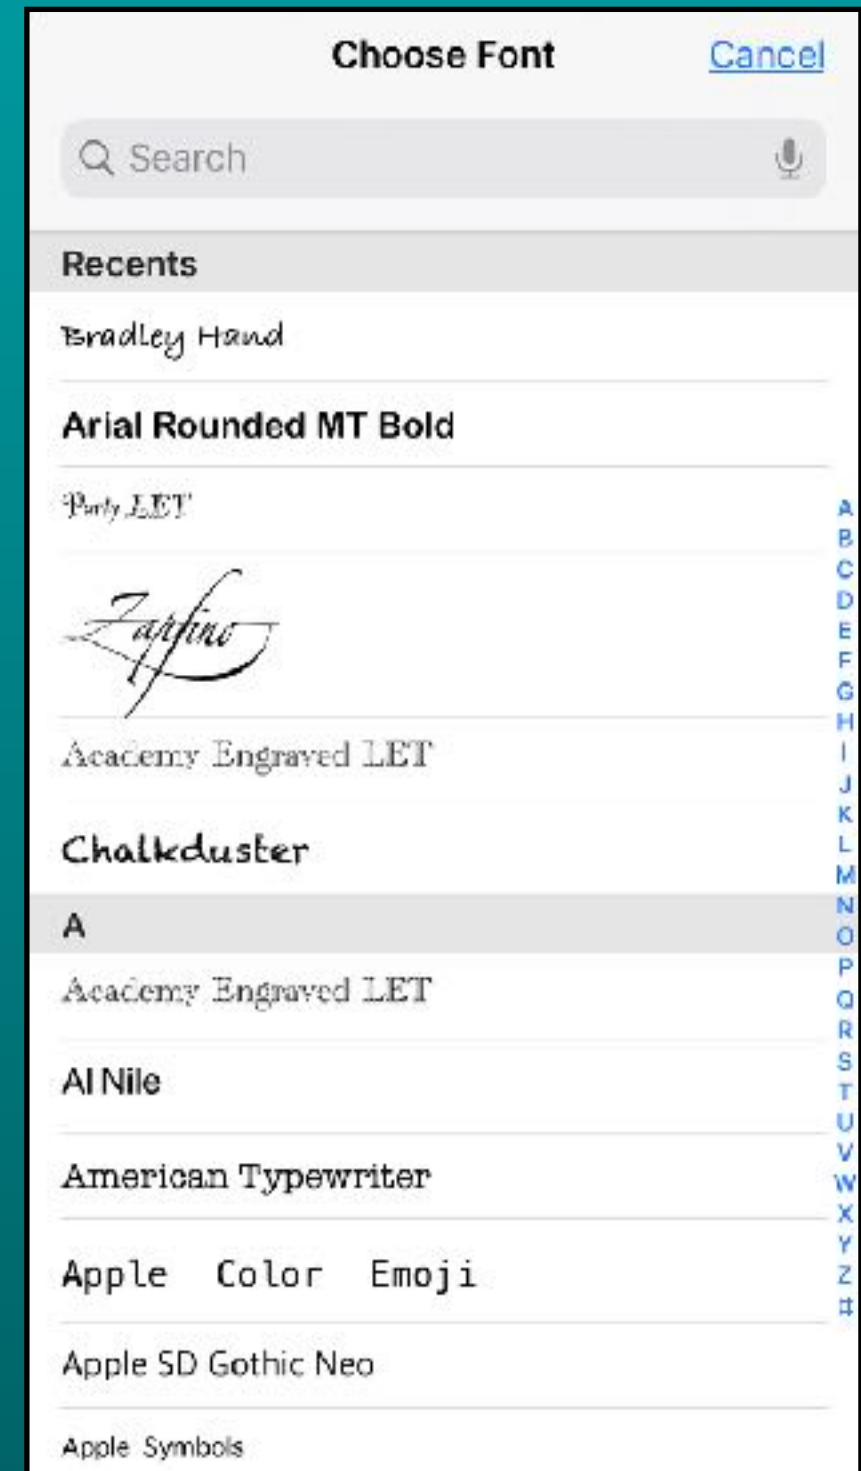 Choose Font
Cancel
Search
Recents
Bradley Hand
Arial Rounded MT Bold
Party LET
Zapfino
Academy Engraved LET
Chalkduster
A
Academy Engraved LET
Al Nile
American Typewriter
Apple Color Emoji
Apple SD Gothic Neo
Apple Symbols
A
B
C
D
E
F
G
H
I
J
K
L
M
N
O
P
Q
R
S
T
U
V
W
X
Y
Z
#